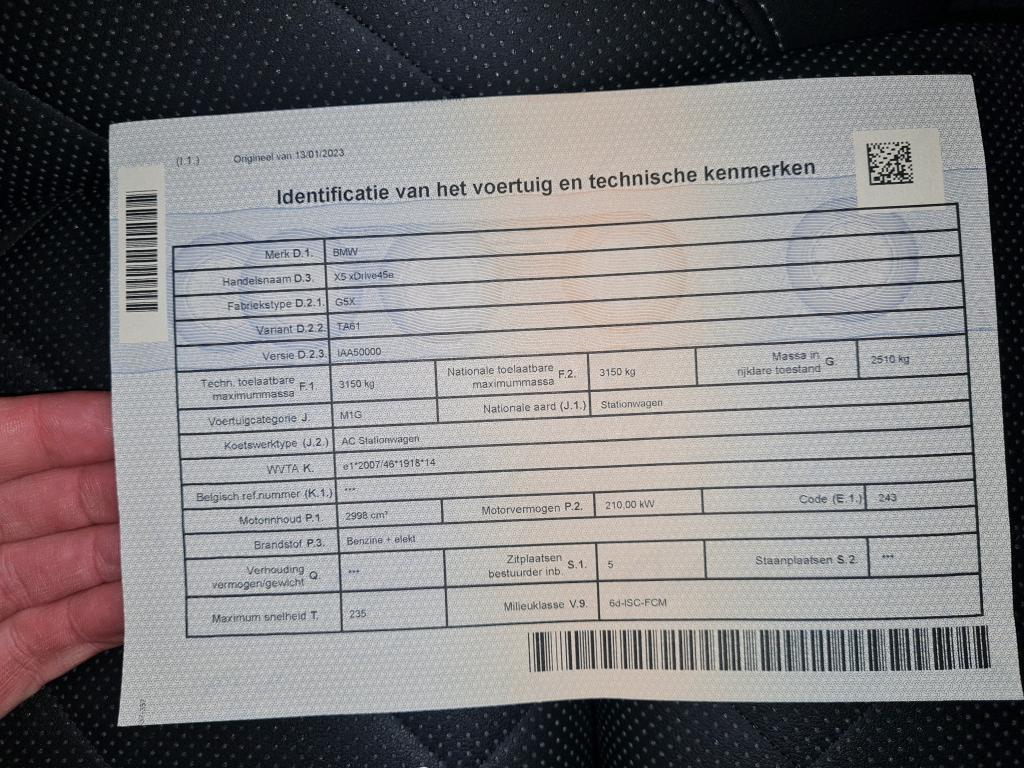 (I.1.) Origineel van 13/01/2023
Identificatie van het voertuig en technische kenmerken
Merk D.1. BMW
Handelsnaam D.3. X5 xDrive45e
Fabriekstype D.2.1. G5X
Variant D.2.2. TA61
Versie D.2.3. IAA50000
Techn. toelaatbare maximummassa F.1. 3150 kg Nationale toelaatbare maximummassa F.2. 3150 kg Massa in rijklare toestand G. 2510 kg
Voertuigcategorie J. M1G Nationale aard (J.1.) Stationwagen
Koetswerktype (J.2.) AC Stationwagen
WVTA K. e1*2007/46*1918*14
Belgisch ref.nummer (K.1.) ***
Motorinhoud P.1. 2998 cm³ Motorvermogen P.2. 210,00 kW Code (E.1.) 243
Brandstof P.3. Benzine + elekt
Verhouding vermogen/gewicht Q. *** Zitplaatsen bestuurder inb. S.1. 5 Staanplaatsen S.2. ***
Maximum snelheid T. 235 Milieuklasse V.9. 6d-ISC-FCM